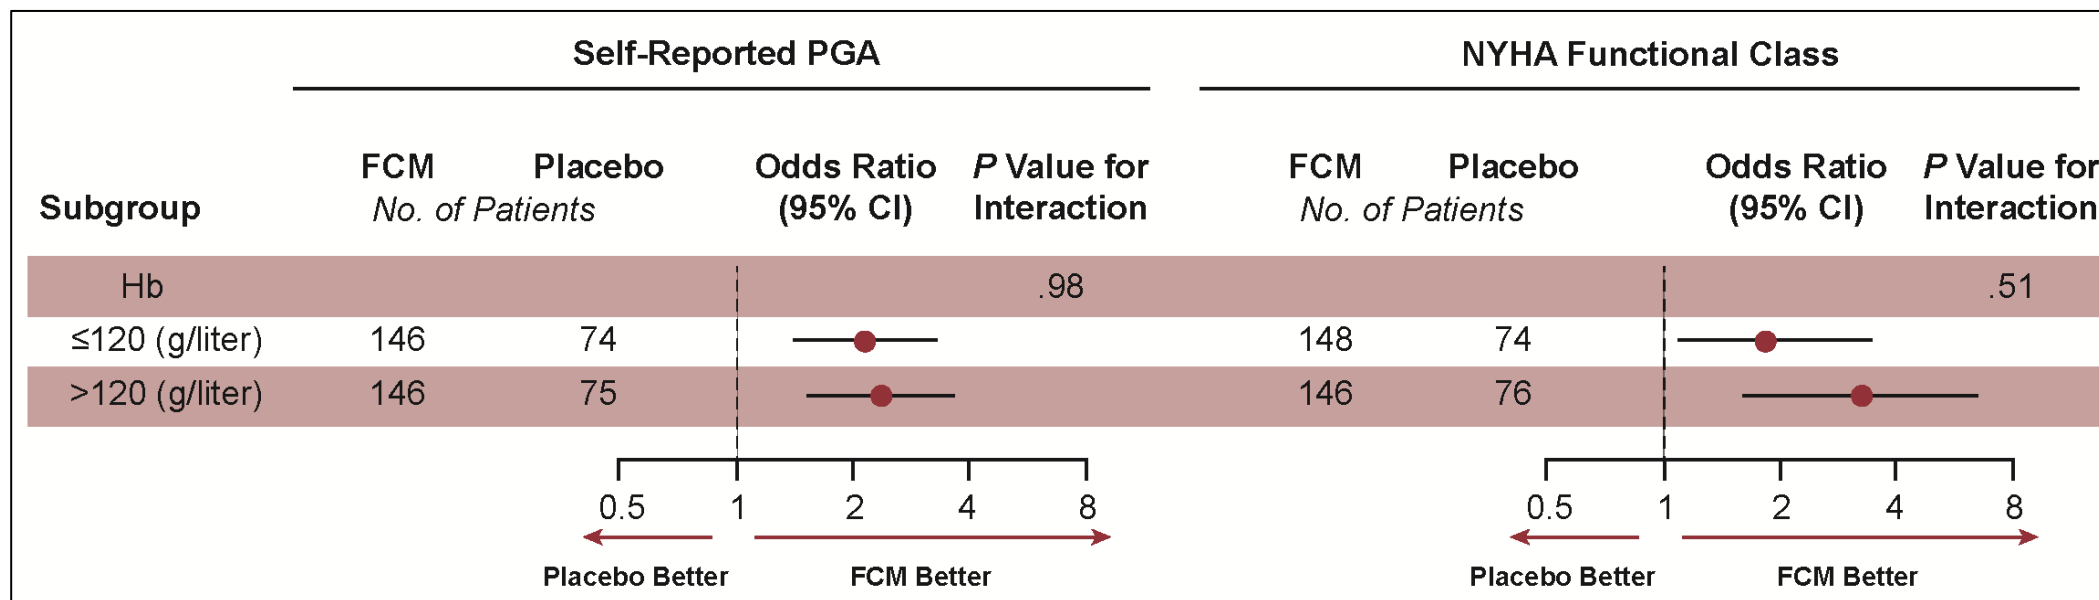 Self-Reported PGA NYHA Functional Class
FCM Placebo Odds Ratio P Value for FCM Placebo Odds Ratio P Value for
Subgroup No. of Patients (95% CI) Interaction No. of Patients (95% CI) Interaction
Hb .98 .51
≤120 (g/liter) 146 74 148 74
>120 (g/liter) 146 75 146 76
0.5 1 2 4 8 0.5 1 2 4 8
Placebo Better FCM Better Placebo Better FCM Better